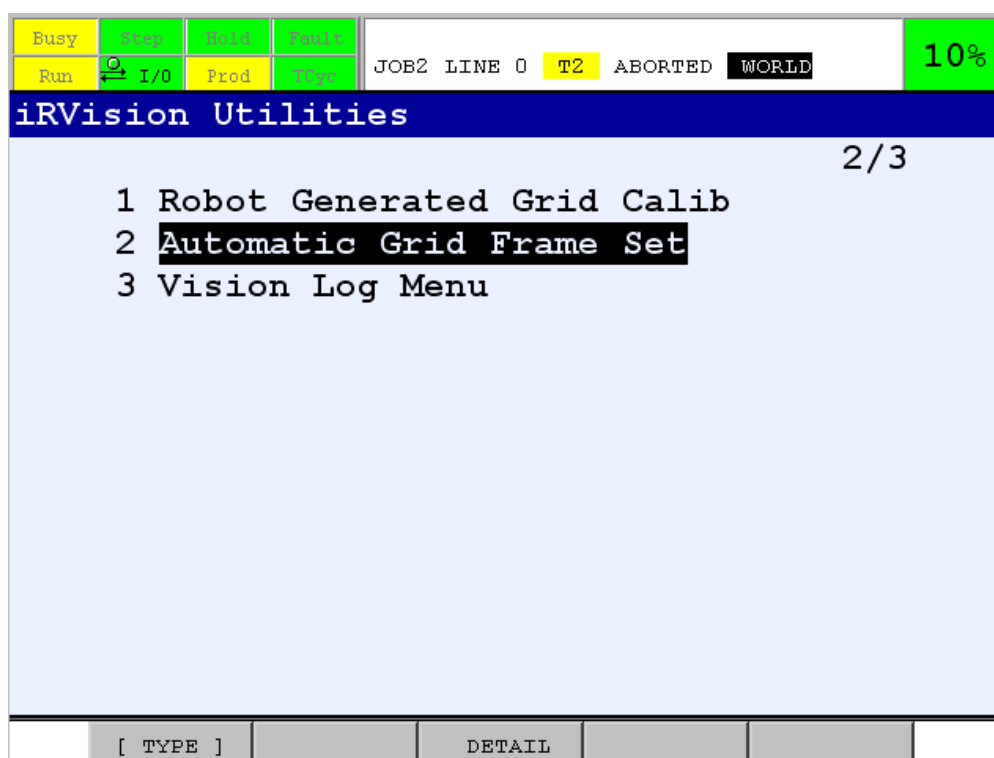 Busy Step Hold Fault
Run I/O Prod TCyc
JOB2 LINE 0 T2 ABORTED WORLD
10%
iRVision Utilities
2/3
1 Robot Generated Grid Calib
2 Automatic Grid Frame Set
3 Vision Log Menu
[ TYPE ] DETAIL